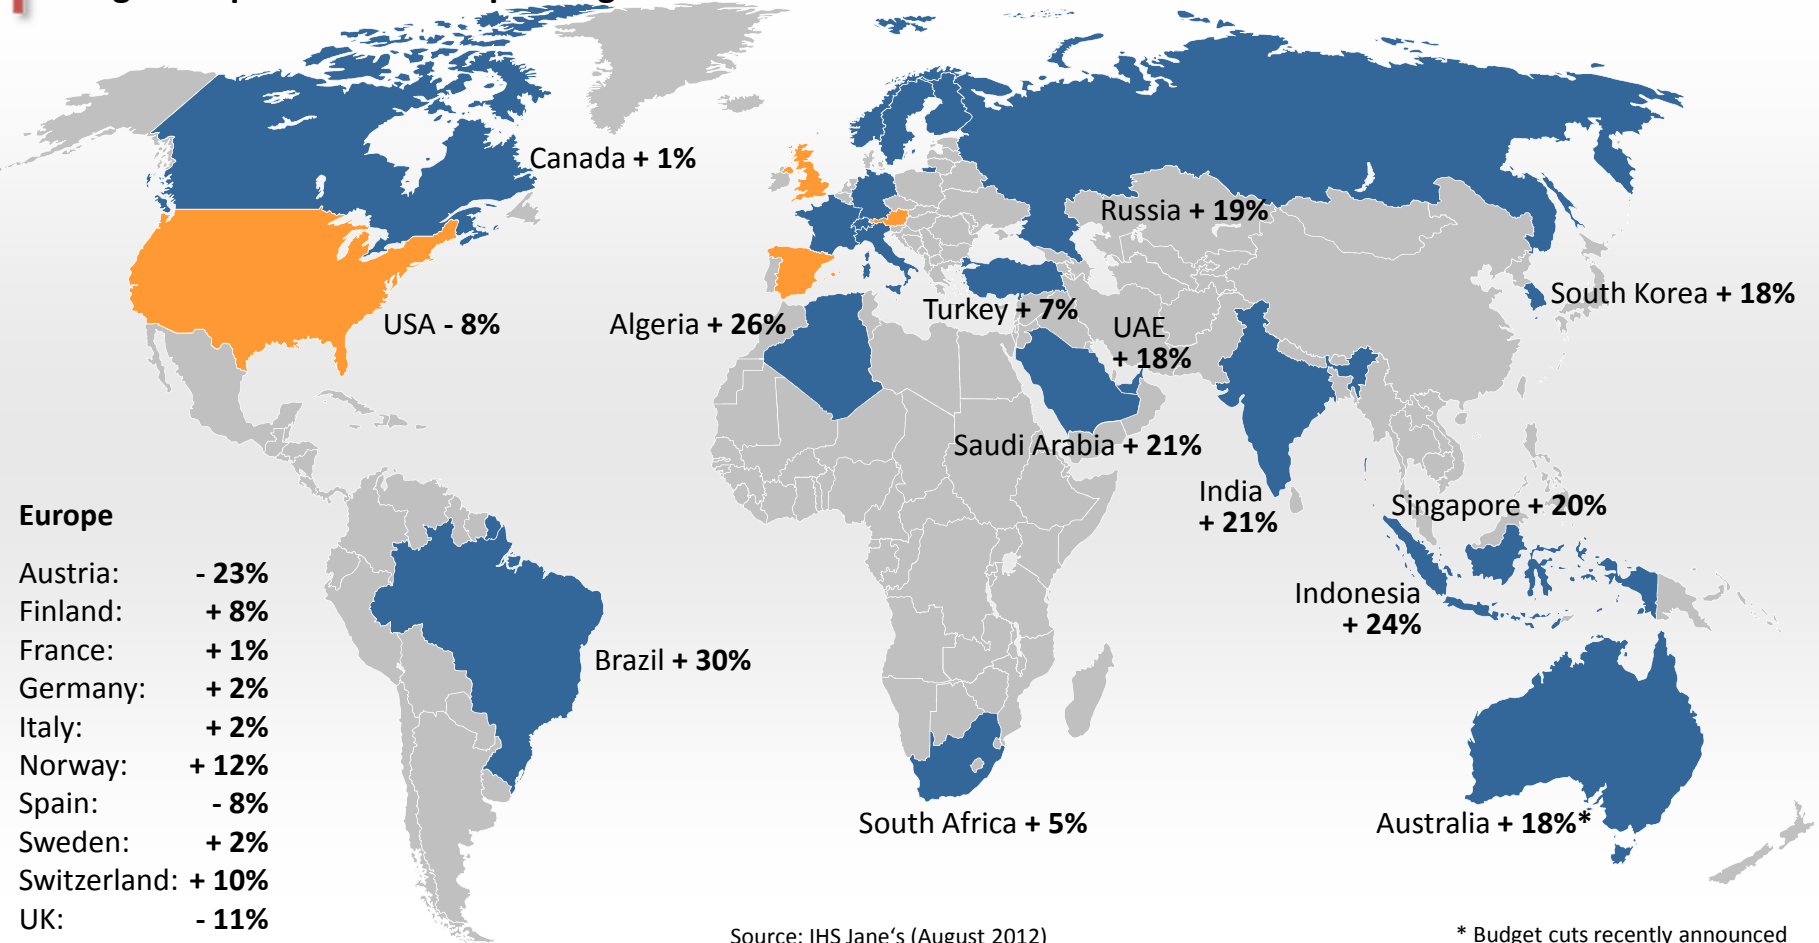 Canada + 1%
Russia + 19%
South Korea + 18%
USA - 8%
Algeria + 26%
Turkey + 7%
UAE
+ 18%
Saudi Arabia + 21%
India
+ 21%
Singapore + 20%
Indonesia
+ 24%
Brazil + 30%
South Africa + 5%
Australia + 18%*
Europe
Austria: - 23%
Finland: + 8%
France: + 1%
Germany: + 2%
Italy: + 2%
Norway: + 12%
Spain: - 8%
Sweden: + 2%
Switzerland: + 10%
UK: - 11%
Source: IHS Jane‘s (August 2012)
* Budget cuts recently announced